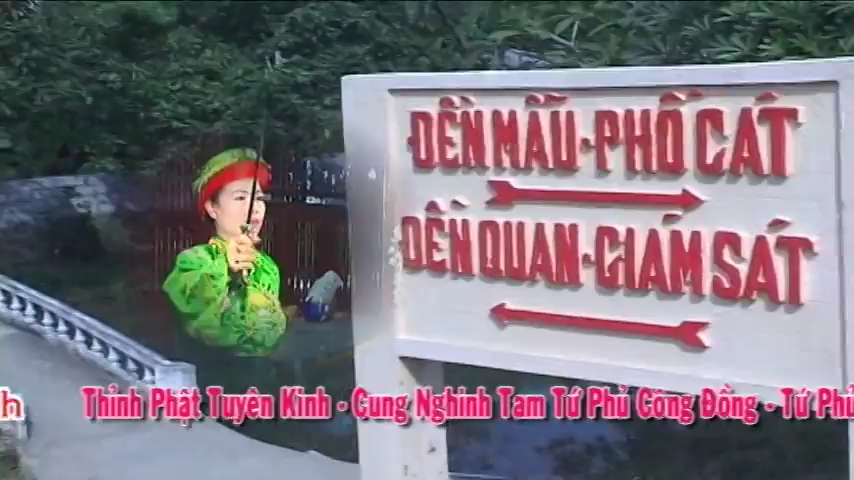 ĐỀN MẪU - PHỐ CÁT
ĐỀN QUAN - GIÁM SÁT
h Thỉnh Phật Tuyên Kinh - Cung Nghinh Tam Tứ Phủ Công Đồng - Tứ Phủ